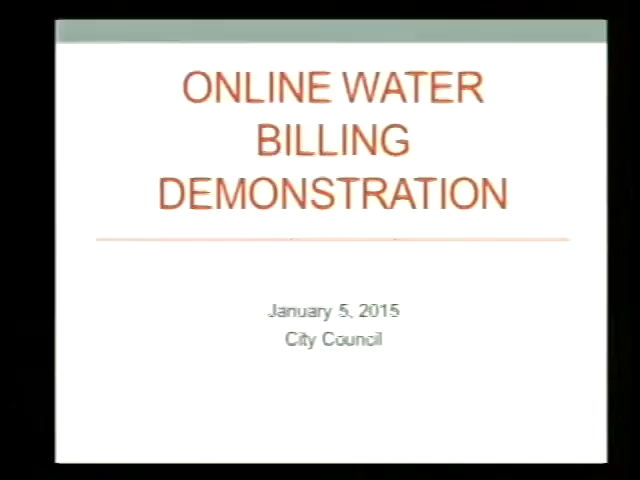 ONLINE WATER
BILLING
DEMONSTRATION
January 5, 2015
City Council